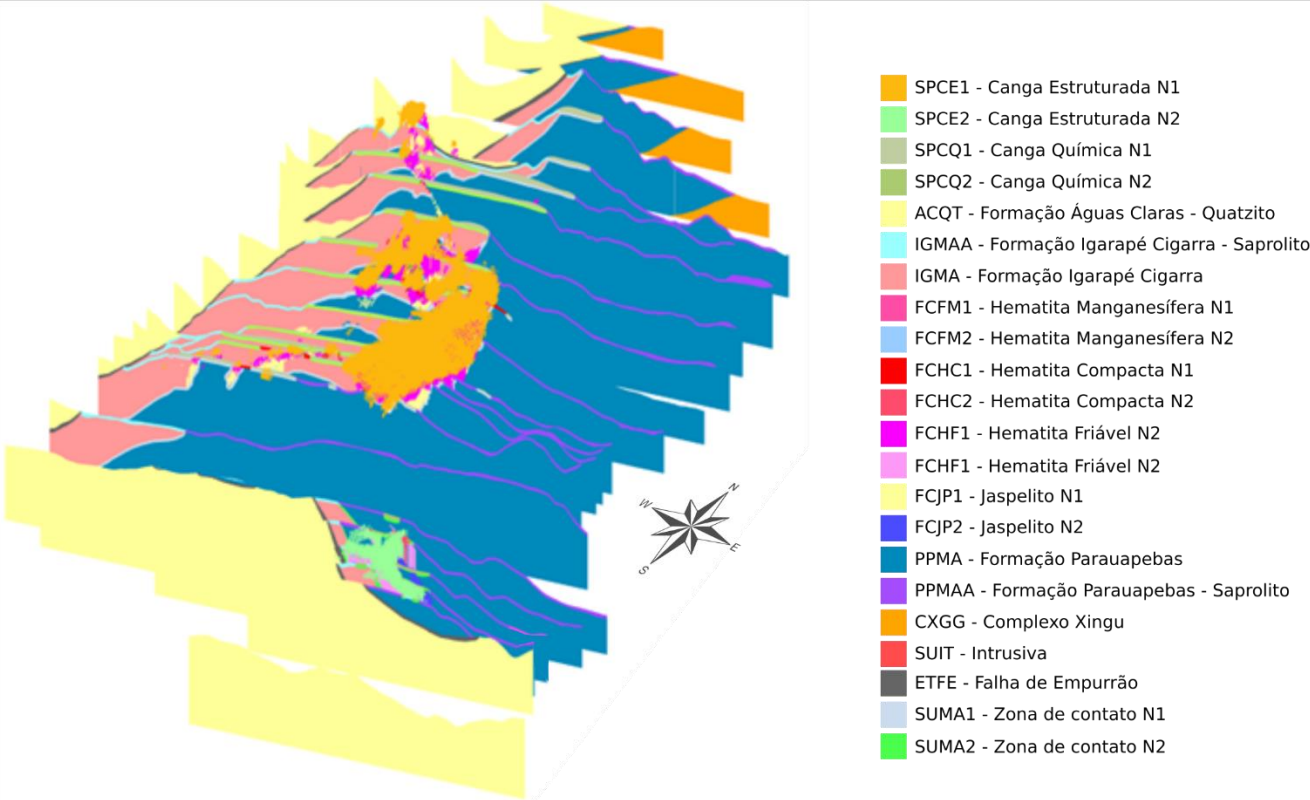 SPCE1 - Canga Estruturada N1
SPCE2 - Canga Estruturada N2
SPCQ1 - Canga Química N1
SPCQ2 - Canga Química N2
ACQT - Formação Águas Claras - Quatzito
IGMAA - Formação Igarapé Cigarra - Saprolito
IGMA - Formação Igarapé Cigarra
FCFM1 - Hematita Manganesífera N1
FCFM2 - Hematita Manganesífera N2
FCHC1 - Hematita Compacta N1
FCHC2 - Hematita Compacta N2
FCHF1 - Hematita Friável N2
FCHF1 - Hematita Friável N2
FCJP1 - Jaspelito N1
FCJP2 - Jaspelito N2
PPMA - Formação Parauapebas
PPMAA - Formação Parauapebas - Saprolito
CXGG - Complexo Xingu
SUIT - Intrusiva
ETFE - Falha de Empurrão
SUMA1 - Zona de contato N1
SUMA2 - Zona de contato N2
N
W
E
S